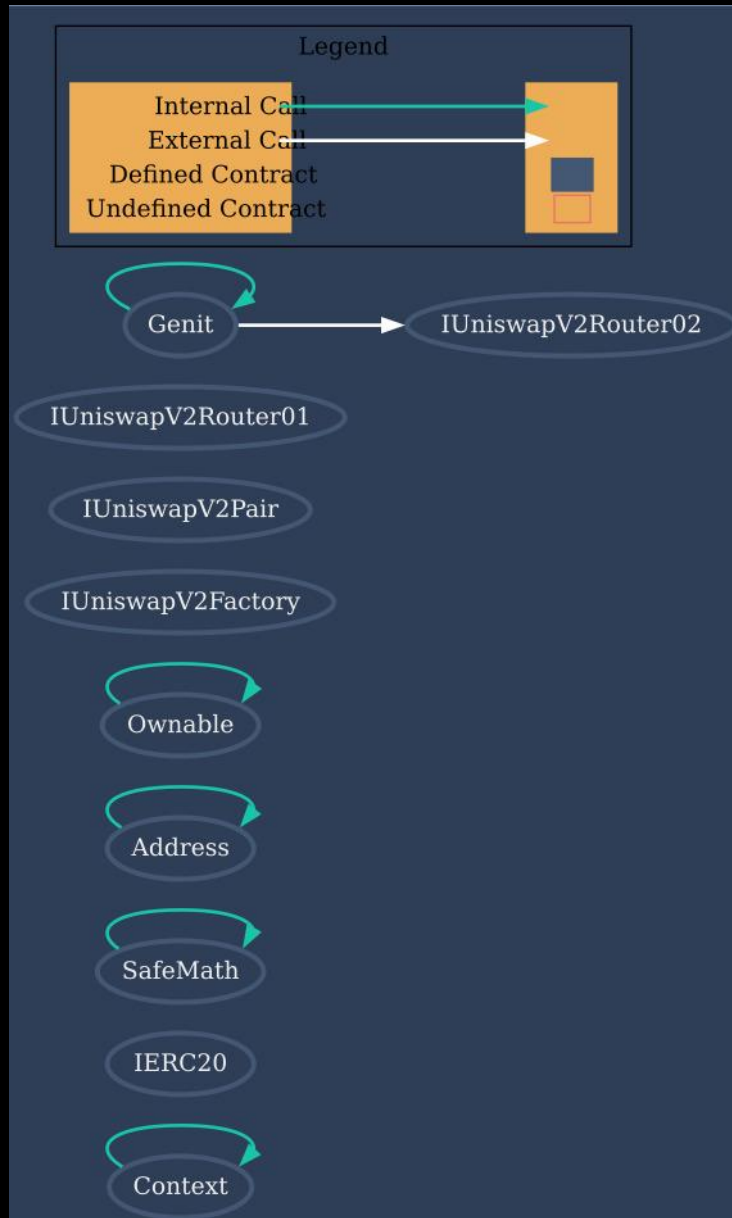 Legend
Internal Call
External Call
Defined Contract
Undefined Contract
Genit
IUniswapV2Router02
IUniswapV2Router01
IUniswapV2Pair
IUniswapV2Factory
Ownable
Address
SafeMath
IERC20
Context